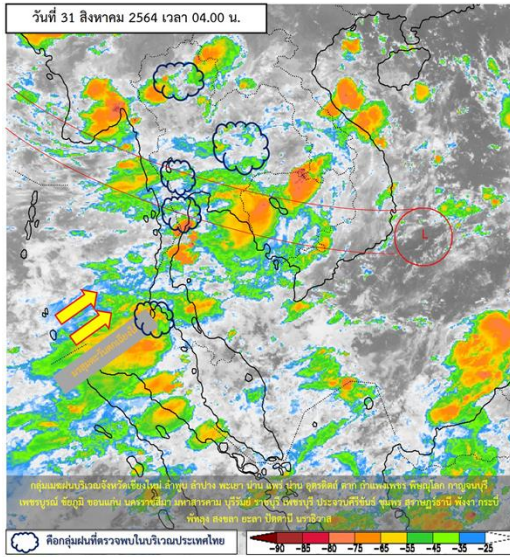 วันที่ 31 สิงหาคม 2564 เวลา 04.00 น.
L
กลุ่มเมฆฝนบริเวณจังหวัดเชียงใหม่ ลำพูน ลำปาง พะเยา น่าน แพร่ น่าน อุตรดิตถ์ ตาก กำแพงเพชร พิษณุโลก กาญจนบุรี
เพชรบูรณ์ ชัยภูมิ ขอนแก่น นครราชสีมา มหาสารคาม บุรีรัมย์ ราชบุรี เพชรบุรี ประจวบคีรีขันธ์ ชุมพร สุราษฎร์ธานี พังงา กระบี่
พัทลุง สงขลา ยะลา ปัตตานี นราธิวาส
คือกลุ่มฝนที่ตรวจพบในบริเวณประเทศไทย
-90 -85 -75 -65 -55 -45 -35 -25